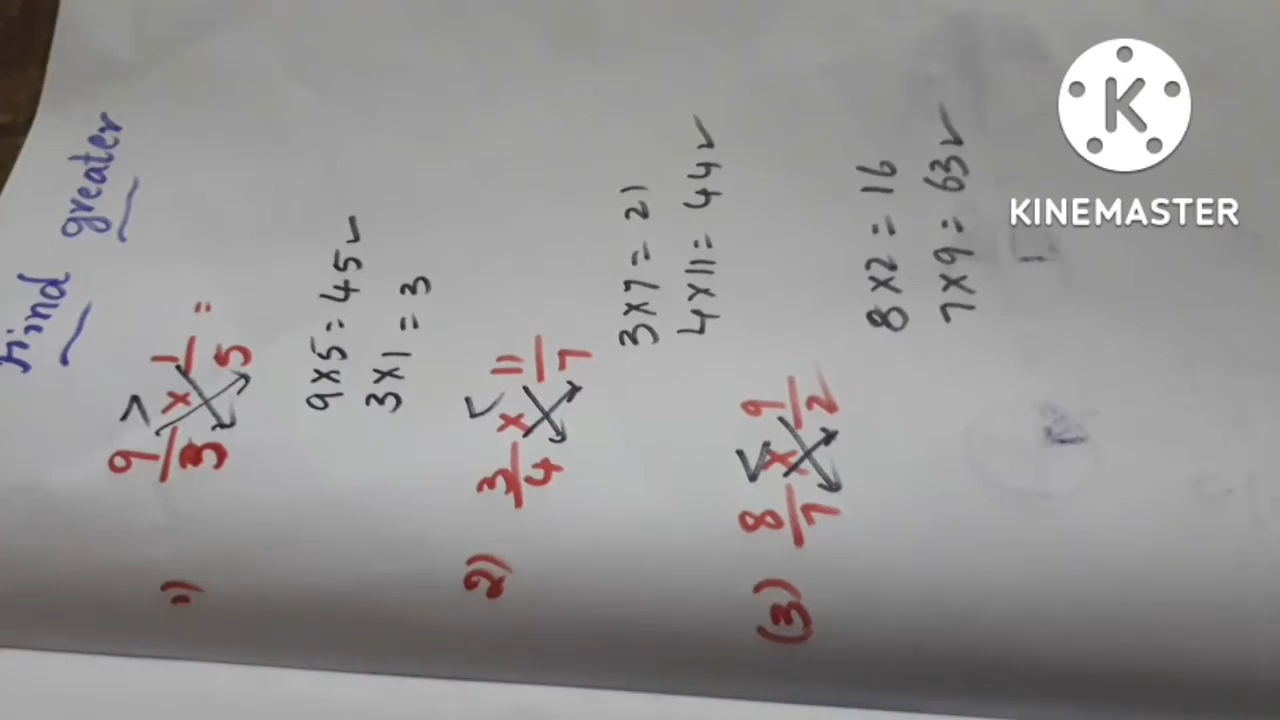 Find greater
1) 9/3 > x 1/5 =
9 x 5 = 45 ✓
3 x 1 = 3
2) 3/4 < x 11/7
3 x 7 = 21
4 x 11 = 44 ✓
(3) 8/7 < x 9/2
8 x 2 = 16
7 x 9 = 63 ✓
K
KINEMASTER